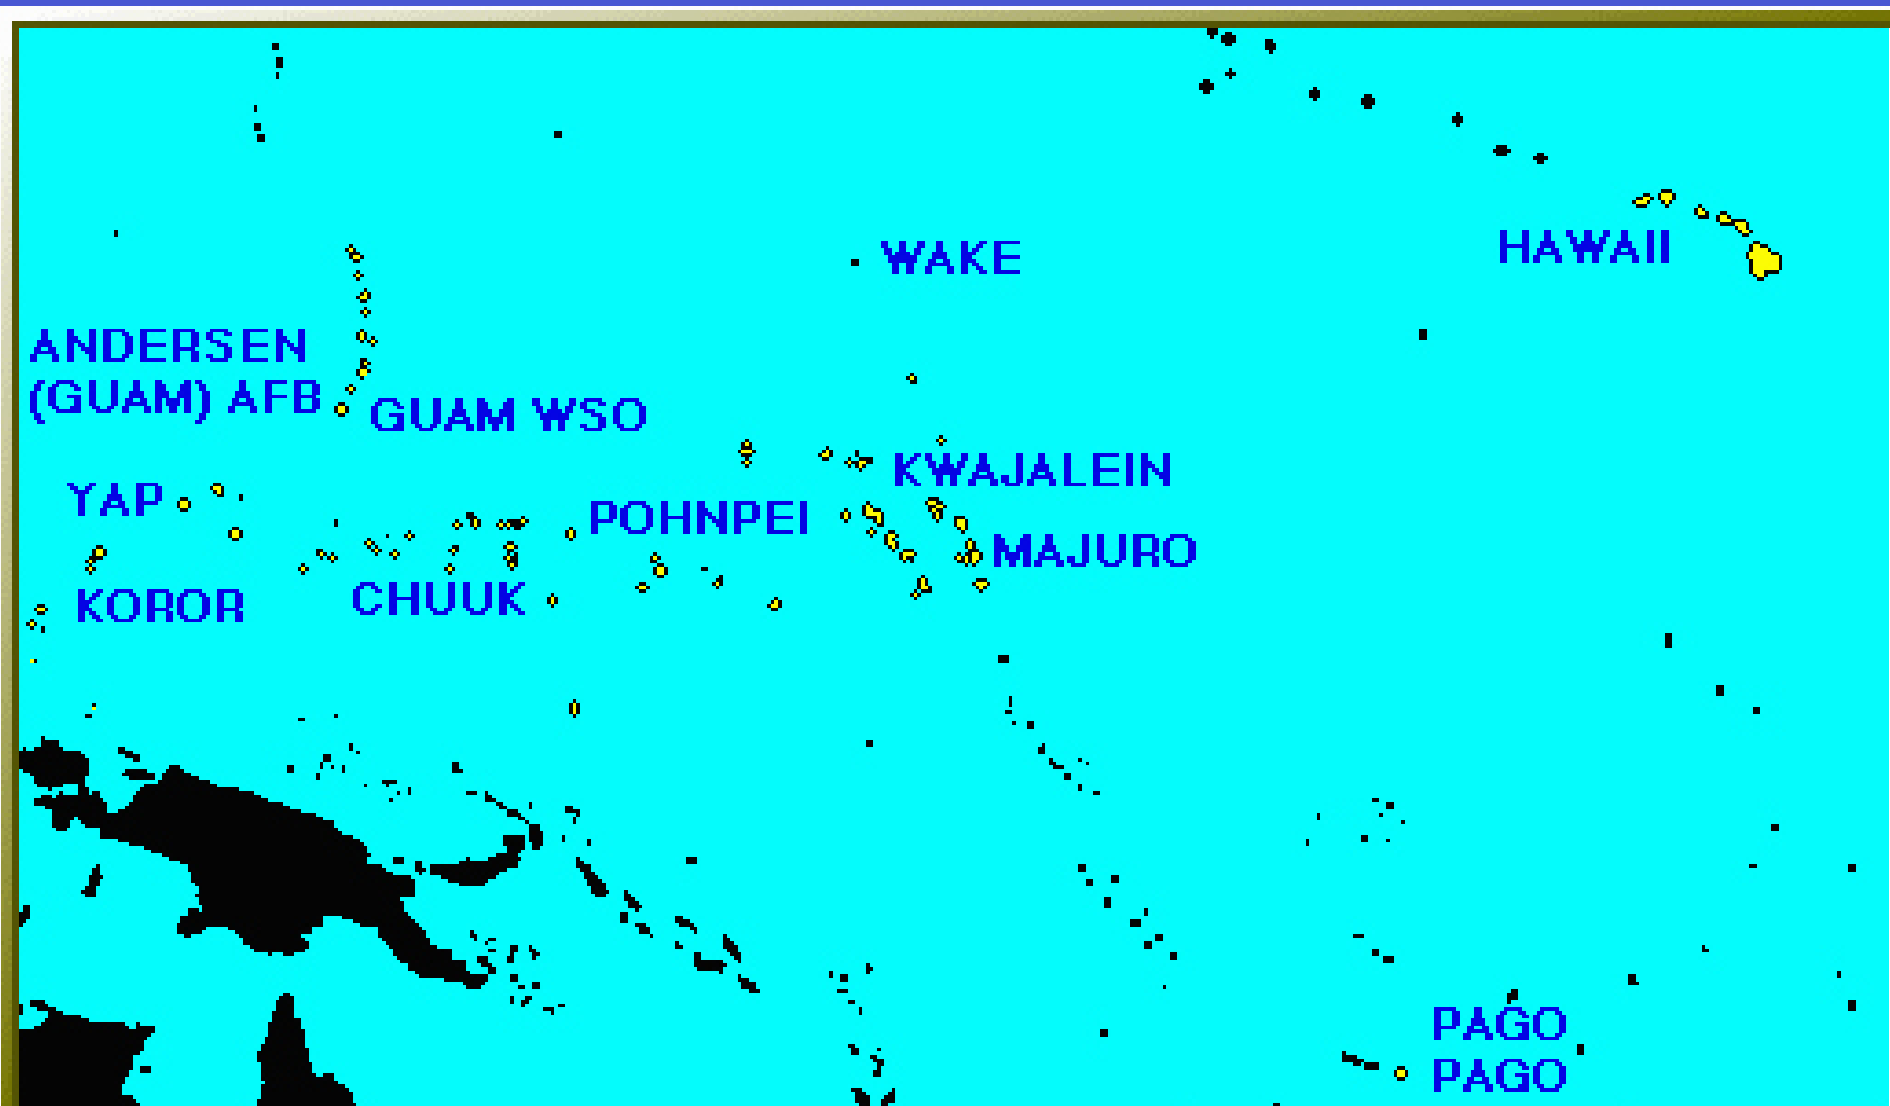 WAKE
HAWAII
ANDERSEN
(GUAM) AFB
GUAM WSO
KWAJALEIN
YAP
POHNPEI
MAJURO
KOROR
CHUUK
PAGO
PAGO